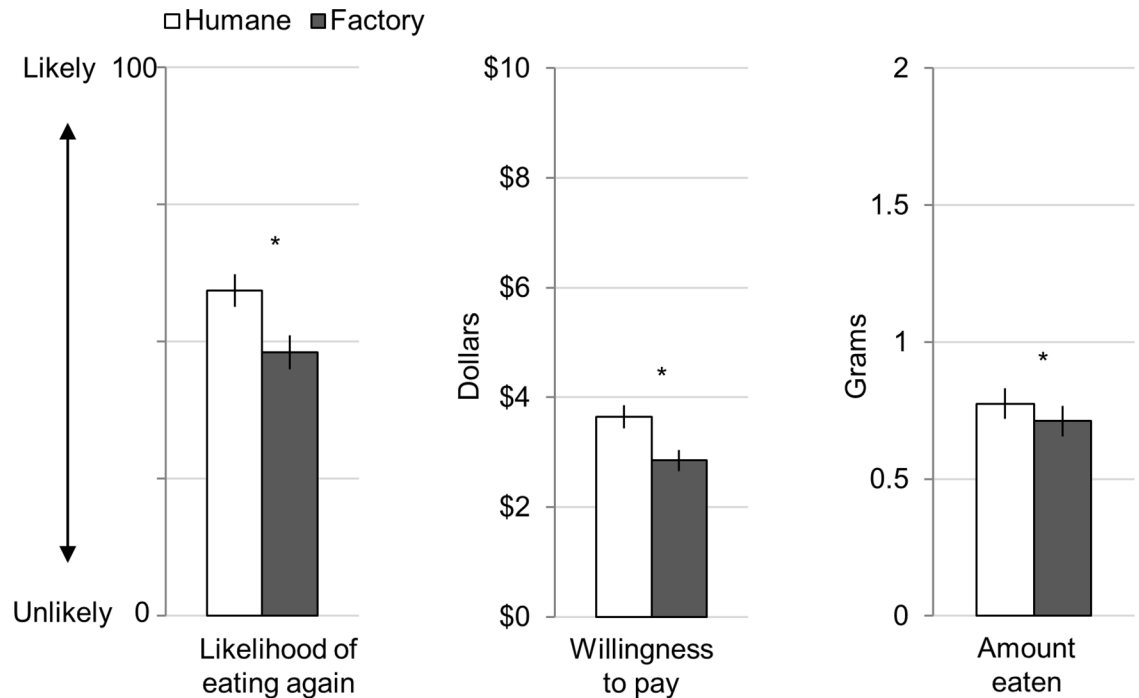 Humane Factory
Likely 100
Unlikely 0
Likelihood of
eating again
$10
$8
$6
$4
$2
$0
Dollars
*
Willingness
to pay
2
1.5
1
0.5
0
Grams
*
Amount
eaten
*